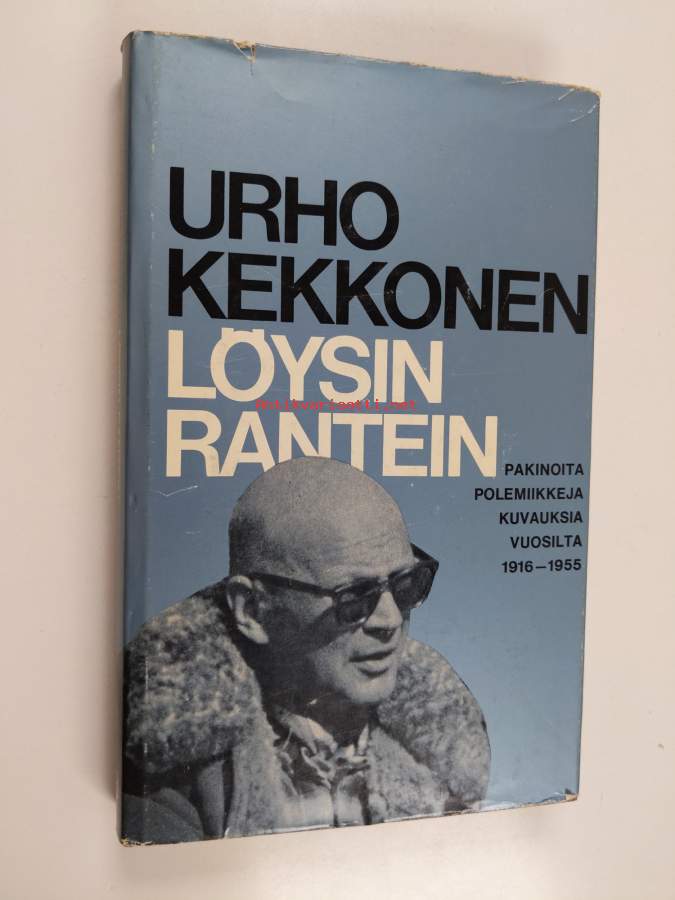 URHO
KEKKONEN
LÖYSIN
Antikvariaatti.net
RANTEIN
PAKINOITA
POLEMIIKKEJA
KUVAUKSIA
VUOSILTA
1916–1955